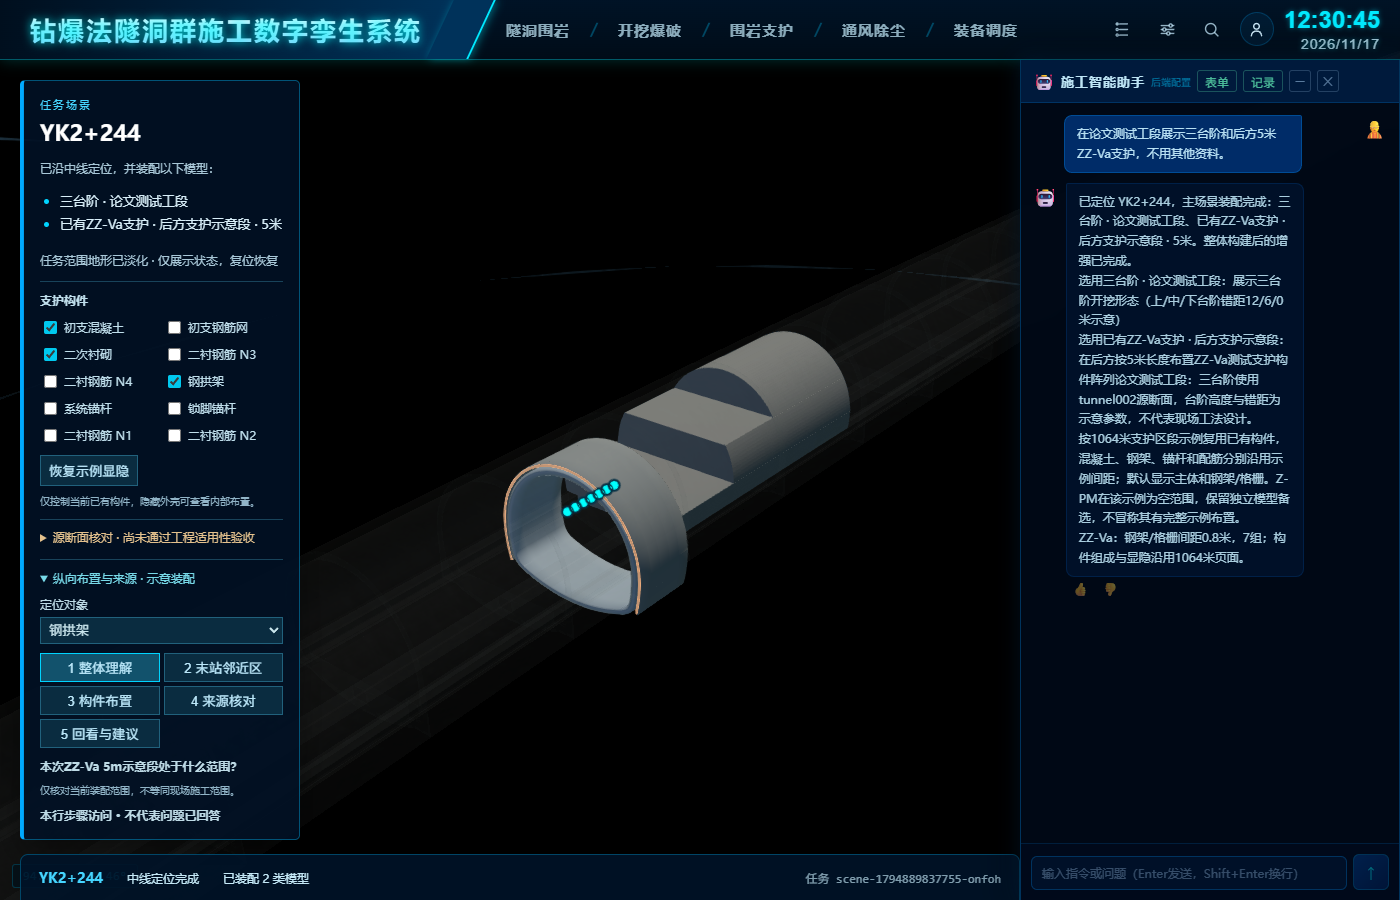 钻爆法隧洞群施工数字孪生系统
隧洞围岩 / 开挖爆破 / 围岩支护 / 通风除尘 / 装备调度
12:30:45
2026/11/17
任务场景
YK2+244
已沿中线定位，并装配以下模型：
三台阶 · 论文测试工段
已有ZZ-Va支护 · 后方支护示意段 · 5米
任务范围地形已淡化 · 仅展示状态，复位恢复
支护构件
初支混凝土 初支钢筋网
二次衬砌 二衬钢筋 N3
二衬钢筋 N4 钢拱架
系统锚杆 锁脚锚杆
二衬钢筋 N1 二衬钢筋 N2
恢复示例显隐
仅控制当前已有构件，隐藏外壳可查看内部布置。
源断面核对 · 尚未通过工程适用性验收
纵向布置与来源 · 示意装配
定位对象
钢拱架
1 整体理解 2 末站邻近区
3 构件布置 4 来源核对
5 回看与建议
本次ZZ-Va 5m示意段处于什么范围?
仅核对当前装配范围，不等同现场施工范围。
本行步骤访问 • 不代表问题已回答
YK2+244 中线定位完成 已装配 2 类模型
任务 scene-1794889837755-onfoh
施工智能助手 后端配置 表单 记录
在论文测试工段展示三台阶和后方5米
ZZ-Va支护，不用其他资料。
已定位 YK2+244，主场景装配完成：三
台阶 · 论文测试工段、已有ZZ-Va支护 ·
后方支护示意段 · 5米。整体构建后的增
强已完成。
选用三台阶 · 论文测试工段：展示三台
阶开挖形态（上/中/下台阶错距12/6/0
米示意）
选用已有ZZ-Va支护 · 后方支护示意段：
在后方按5米长度布置ZZ-Va测试支护构
件阵列论文测试工段：三台阶使用
tunnel002源断面，台阶高度与错距为
示意参数，不代表现场工法设计。
按1064米支护区段示例复用已有构件，
混凝土、钢架、锚杆和配筋分别沿用示
例间距；默认显示主体和钢架/格栅。Z-
PM在该示例为空范围，保留独立模型备
选，不冒称其有完整示例布置。
ZZ-Va：钢架/格栅间距0.8米，7组；构
件组成与显隐沿用1064米页面。
输入指令或问题（Enter发送，Shift+Enter换行）